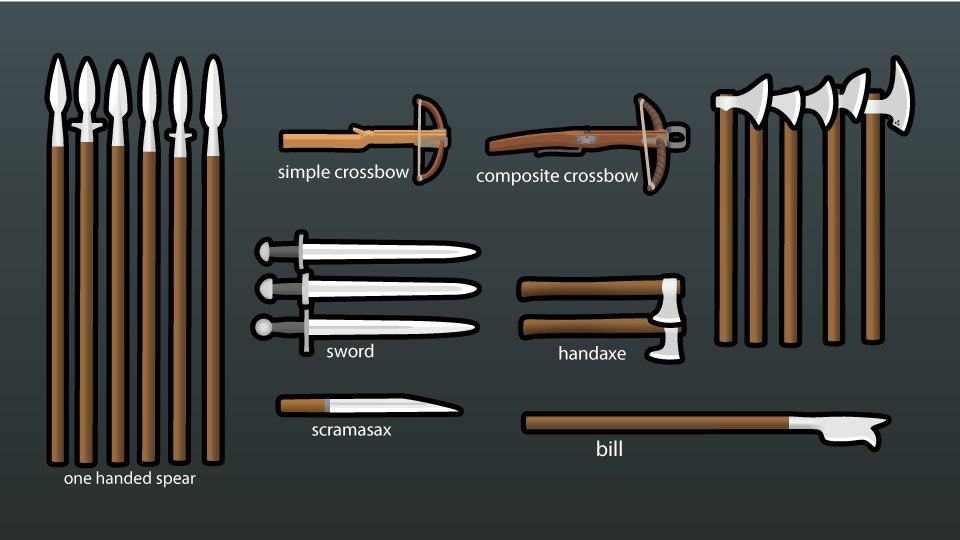 simple crossbow
composite crossbow
sword
handaxe
scramasax
bill
one handed spear